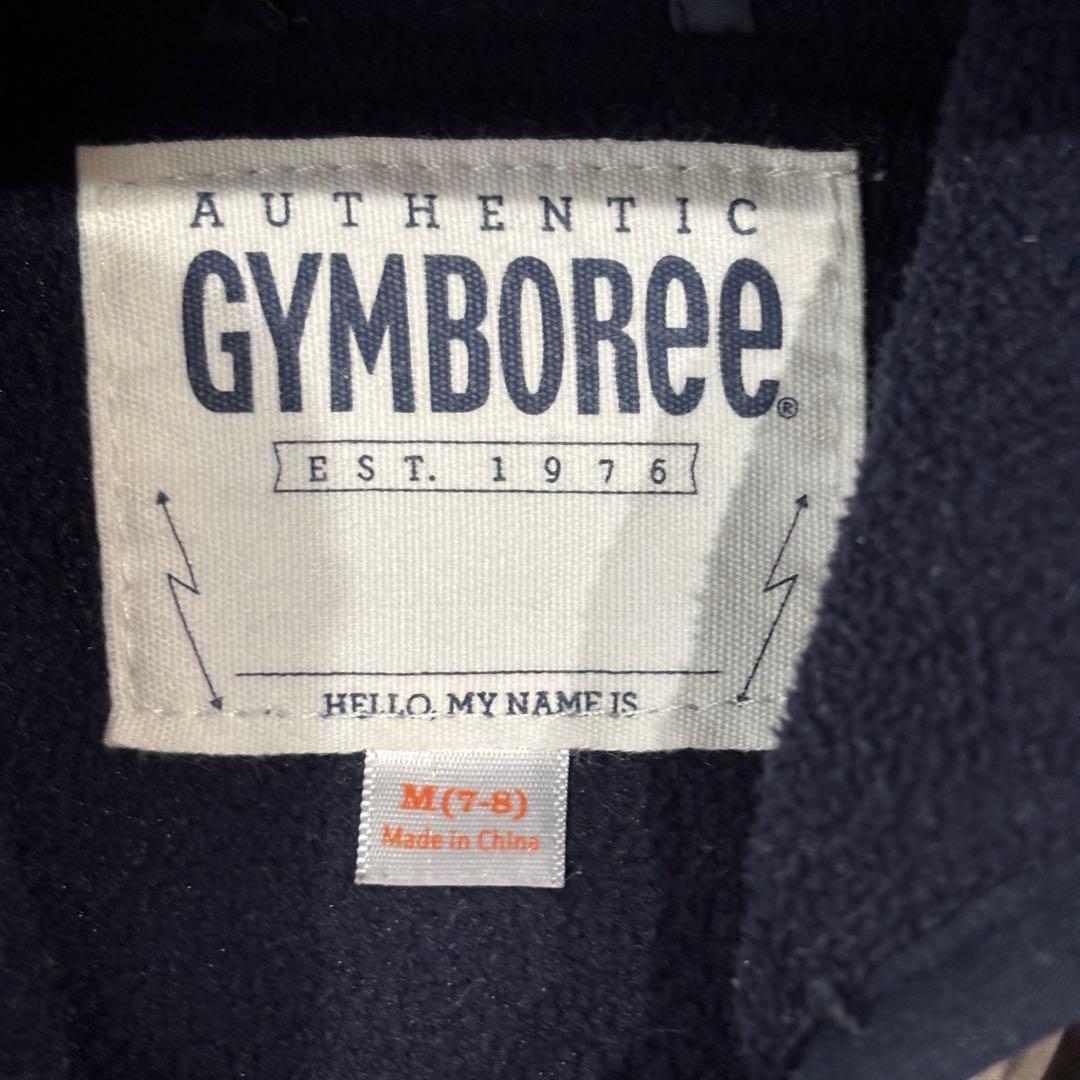 AUTHENTIC
GYMBOREE®
EST. 1976
HELLO, MY NAME IS
M (7-8)
Made in China